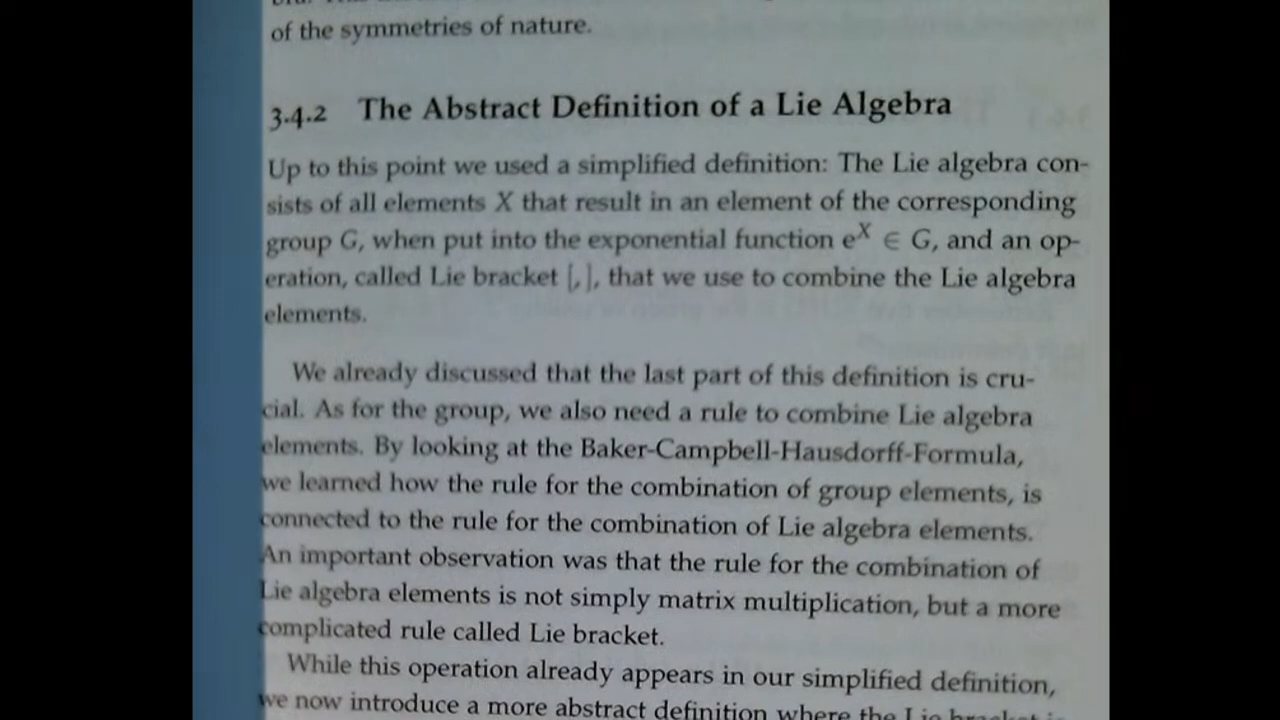 of the symmetries of nature.
3.4.2 The Abstract Definition of a Lie Algebra
Up to this point we used a simplified definition: The Lie algebra con-
sists of all elements X that result in an element of the corresponding
group G, when put into the exponential function e^X ∈ G, and an op-
eration, called Lie bracket [,], that we use to combine the Lie algebra
elements.
We already discussed that the last part of this definition is cru-
cial. As for the group, we also need a rule to combine Lie algebra
elements. By looking at the Baker-Campbell-Hausdorff-Formula,
we learned how the rule for the combination of group elements, is
connected to the rule for the combination of Lie algebra elements.
An important observation was that the rule for the combination of
Lie algebra elements is not simply matrix multiplication, but a more
complicated rule called Lie bracket.
While this operation already appears in our simplified definition,
we now introduce a more abstract definition where the Lie bracket is